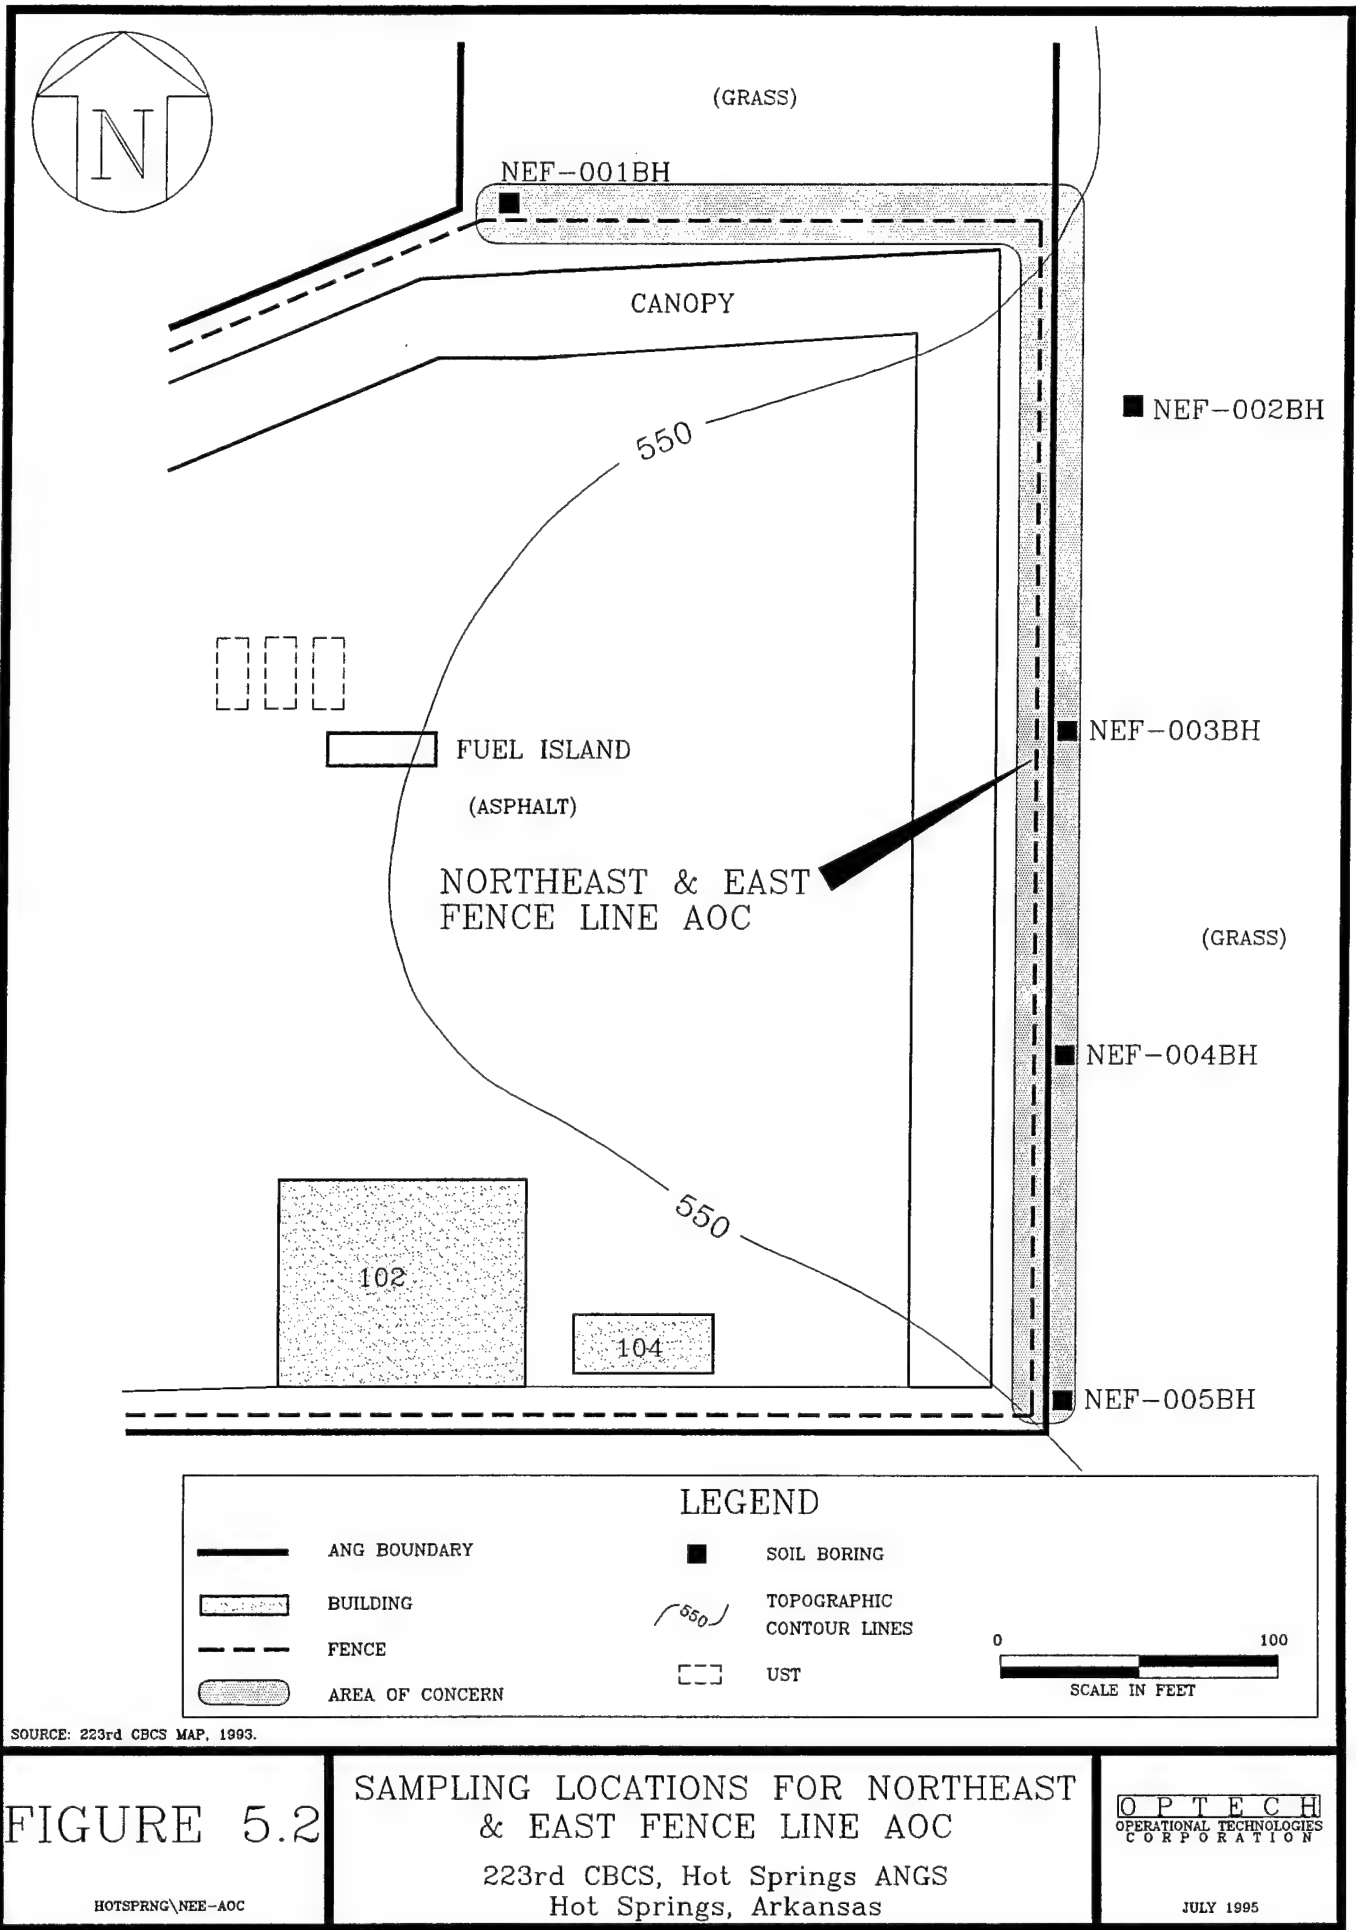 N
(GRASS)
NEF-001BH
CANOPY
NEF-002BH
550
NEF-003BH
FUEL ISLAND
(ASPHALT)
NORTHEAST & EAST
FENCE LINE AOC
(GRASS)
NEF-004BH
550
102
104
NEF-005BH
LEGEND
ANG BOUNDARY
BUILDING
FENCE
AREA OF CONCERN
SOIL BORING
550
TOPOGRAPHIC
CONTOUR LINES
UST
0 100
SCALE IN FEET
SOURCE: 223rd CBCS MAP, 1993.
FIGURE 5.2
HOTSPRNG\NEE-AOC
SAMPLING LOCATIONS FOR NORTHEAST
& EAST FENCE LINE AOC
223rd CBCS, Hot Springs ANGS
Hot Springs, Arkansas
OPTECH
OPERATIONAL TECHNOLOGIES
CORPORATION
JULY 1995